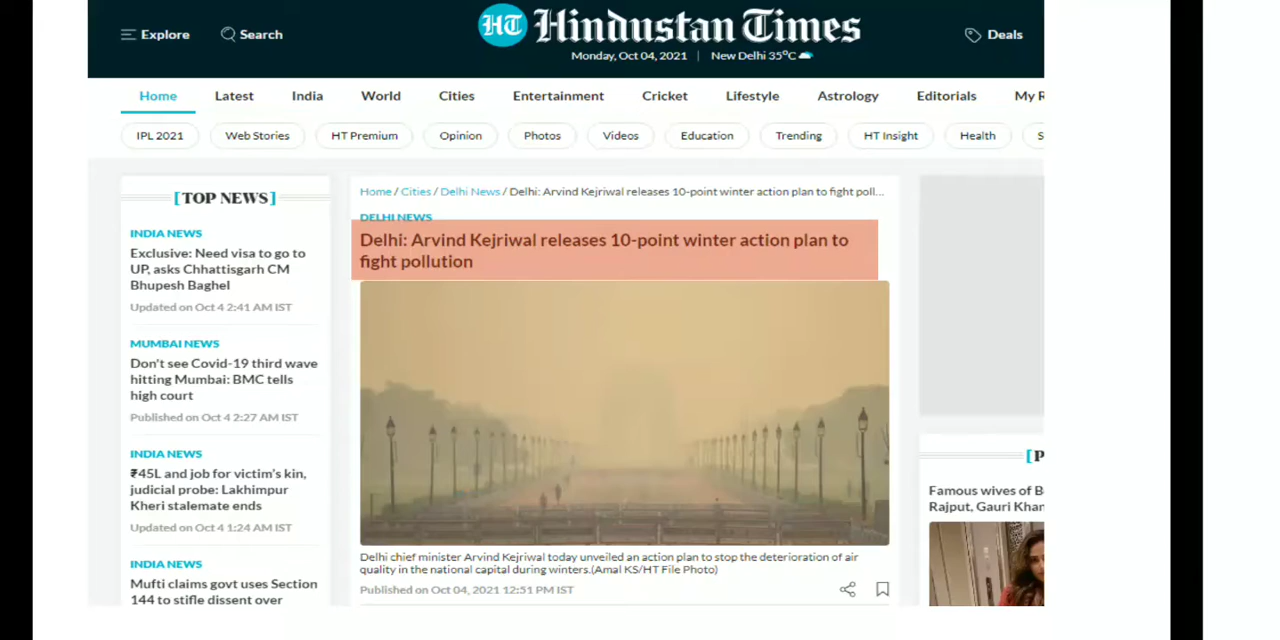 HT Hindustan Times
Explore
Search
Deals
Monday, Oct 04, 2021 | New Delhi 35°C
Home
Latest
India
World
Cities
Entertainment
Cricket
Lifestyle
Astrology
Editorials
My R
IPL 2021
Web Stories
HT Premium
Opinion
Photos
Videos
Education
Trending
HT Insight
Health
S
[TOP NEWS]
INDIA NEWS
Exclusive: Need visa to go to
UP, asks Chhattisgarh CM
Bhupesh Baghel
Updated on Oct 4 2:41 AM IST
MUMBAI NEWS
Don't see Covid-19 third wave
hitting Mumbai: BMC tells
high court
Published on Oct 4 2:27 AM IST
INDIA NEWS
₹45L and job for victim's kin,
judicial probe: Lakhimpur
Kheri stalemate ends
Updated on Oct 4 1:24 AM IST
INDIA NEWS
Mufti claims govt uses Section
144 to stifle dissent over
Home / Cities / Delhi News / Delhi: Arvind Kejriwal releases 10-point winter action plan to fight poll...
DELHI NEWS
Delhi: Arvind Kejriwal releases 10-point winter action plan to
fight pollution
Delhi chief minister Arvind Kejriwal today unveiled an action plan to stop the deterioration of air
quality in the national capital during winters.(Amal KS/HT File Photo)
Published on Oct 04, 2021 12:51 PM IST
[P
Famous wives of B
Rajput, Gauri Khan